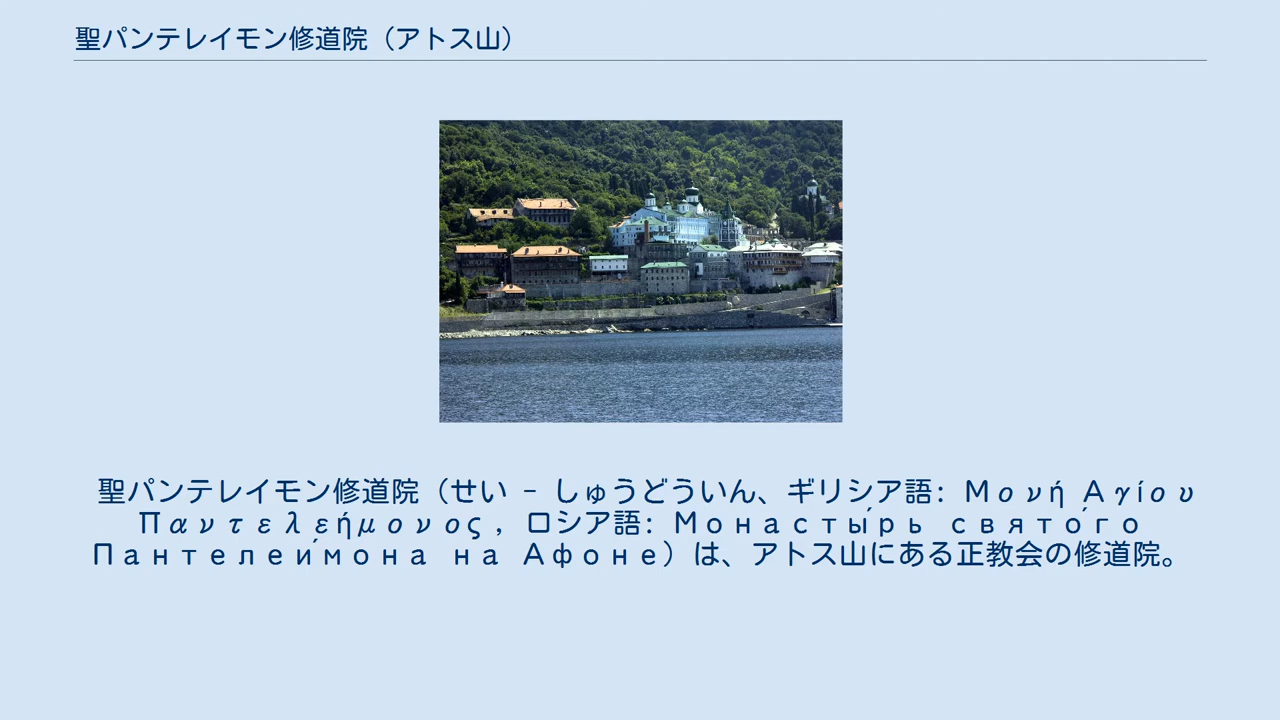 聖パンテレイモン修道院（アトス山）
聖パンテレイモン修道院（せい − しゅうどういん、ギリシア語: Μονή Αγίου
Παντελεήμονος, ロシア語: Монасты́рь свято́го
Пантелеи́мона на Афоне）は、アトス山にある正教会の修道院。